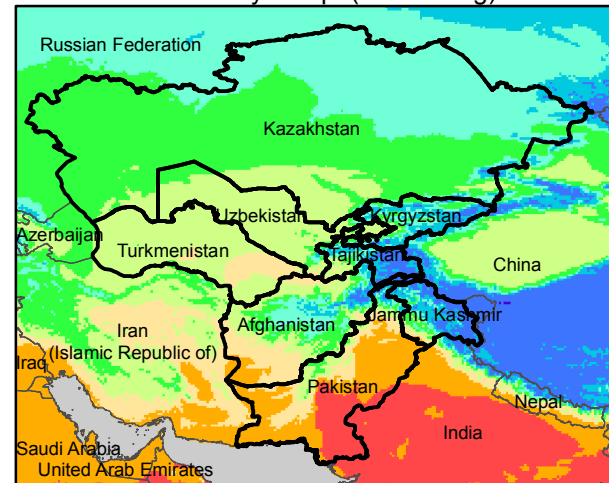 Russian Federation
Kazakhstan
Uzbekistan
Kyrgyzstan
Azerbaijan
Turkmenistan
Tajikistan
China
Iran
(Islamic Republic of)
Afghanistan
Jammu Kashmir
Iraq
Pakistan
Nepal
India
Saudi Arabia
United Arab Emirates